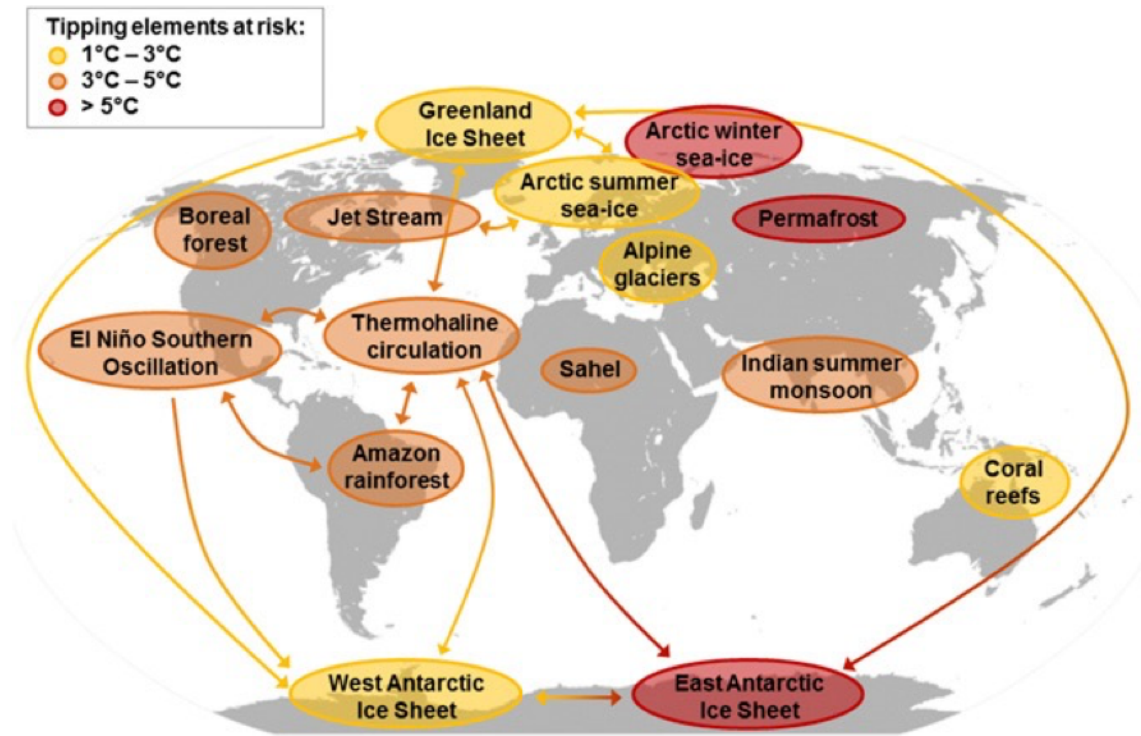 Tipping elements at risk:
1°C – 3°C
3°C – 5°C
> 5°C
Greenland
Ice Sheet
Arctic winter
sea-ice
Arctic summer
sea-ice
Boreal
forest
Jet Stream
Permafrost
Alpine
glaciers
El Niño Southern
Oscillation
Thermohaline
circulation
Sahel
Indian summer
monsoon
Amazon
rainforest
Coral
reefs
West Antarctic
Ice Sheet
East Antarctic
Ice Sheet